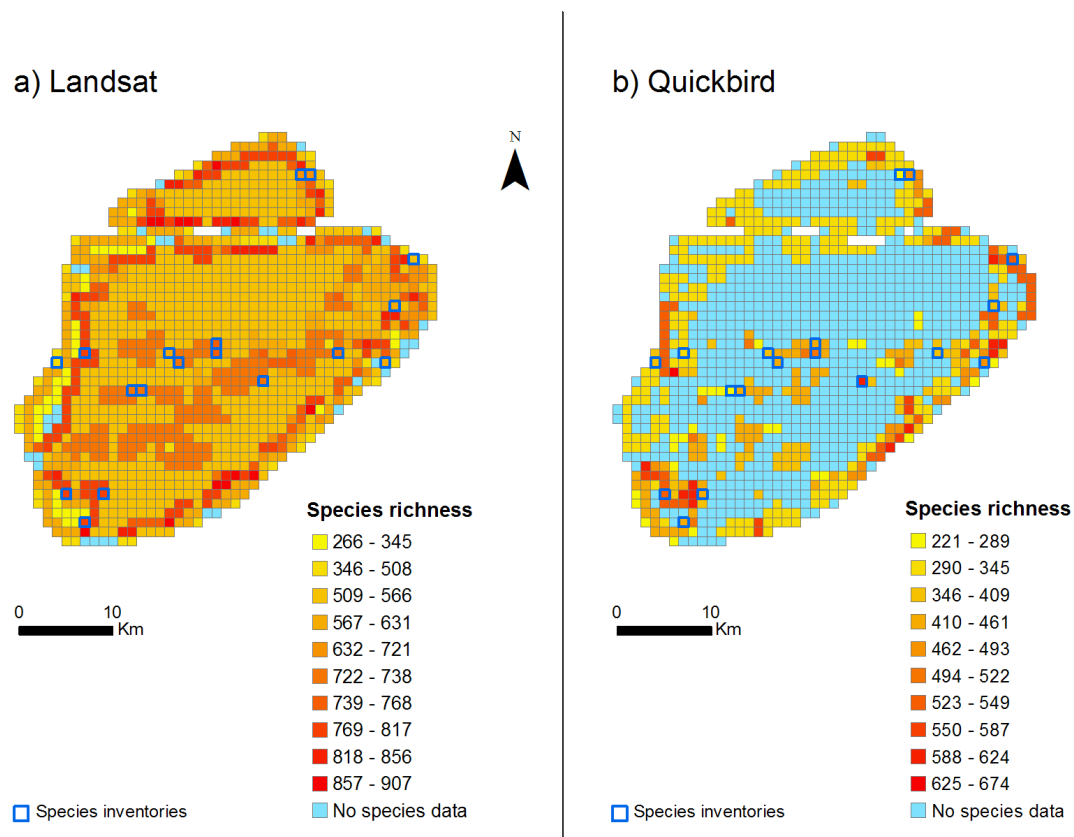 a) Landsat
N
Species richness
266 - 345
346 - 508
509 - 566
567 - 631
632 - 721
722 - 738
739 - 768
769 - 817
818 - 856
857 - 907
No species data
0 10
Km
Species inventories
b) Quickbird
Species richness
221 - 289
290 - 345
346 - 409
410 - 461
462 - 493
494 - 522
523 - 549
550 - 587
588 - 624
625 - 674
No species data
0 10
Km
Species inventories